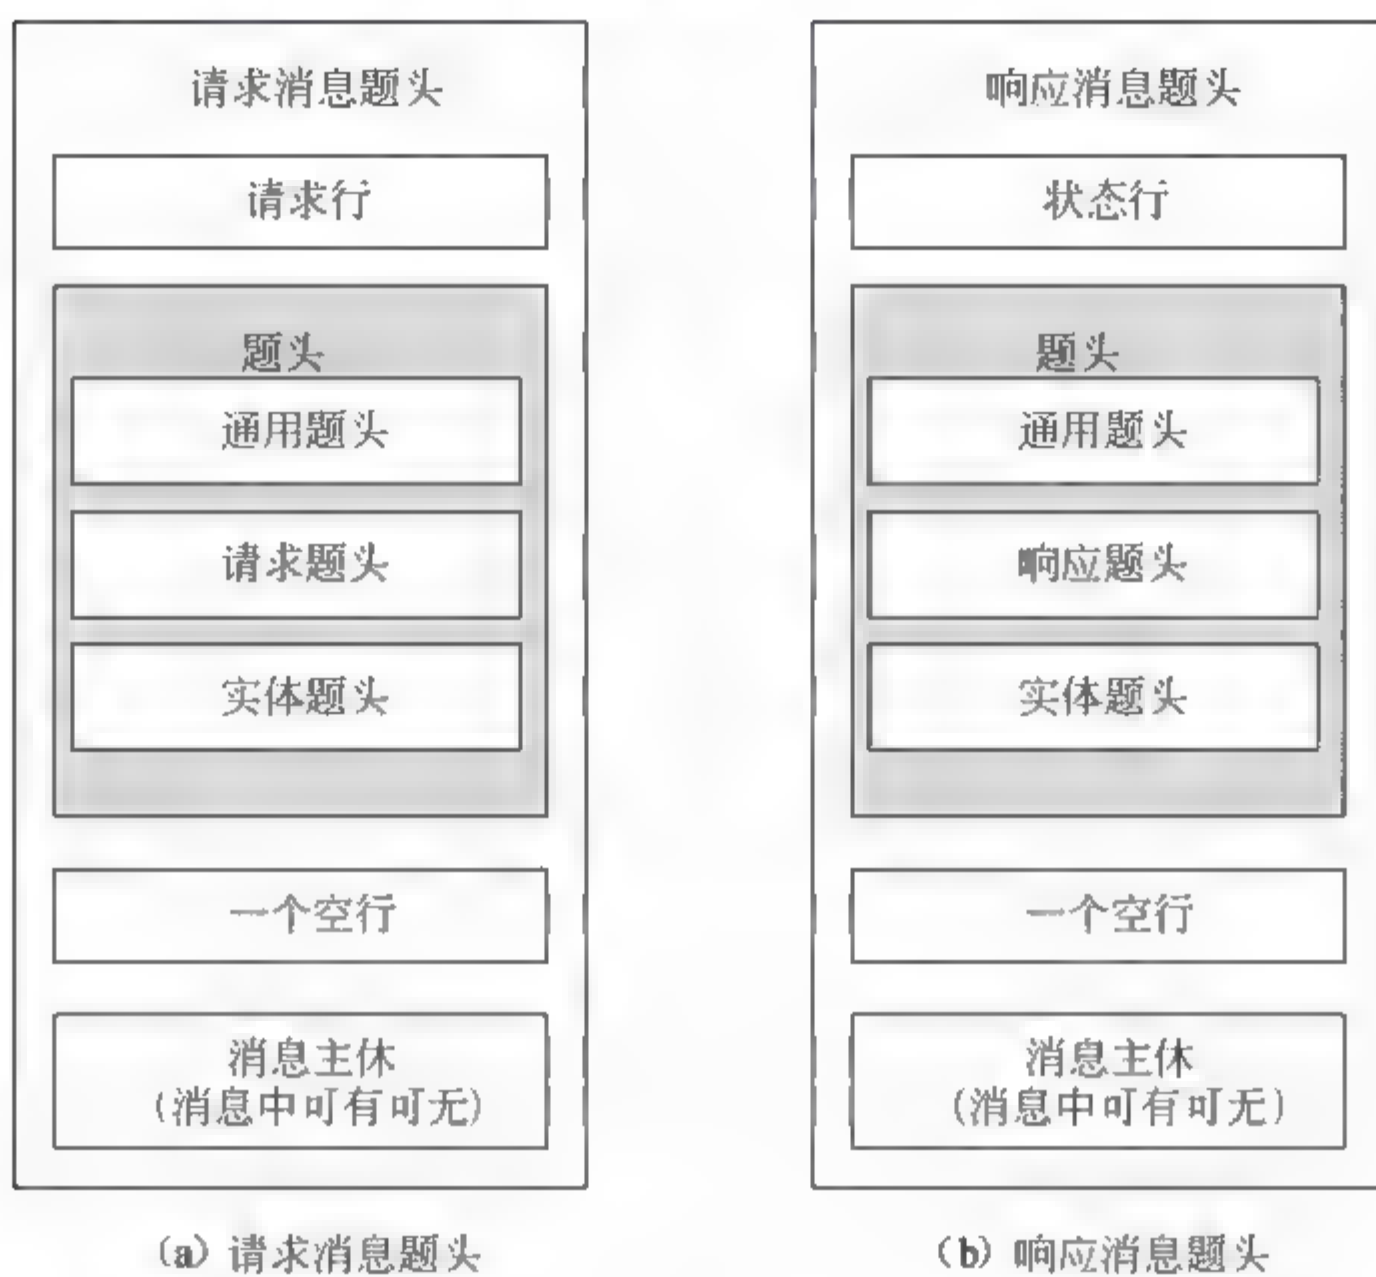 请求消息题头
请求行
题头
通用题头
请求题头
实体题头
一个空行
消息主体
(消息中可有可无)
(a) 请求消息题头
响应消息题头
状态行
题头
通用题头
响应题头
实体题头
一个空行
消息主体
(消息中可有可无)
(b) 响应消息题头